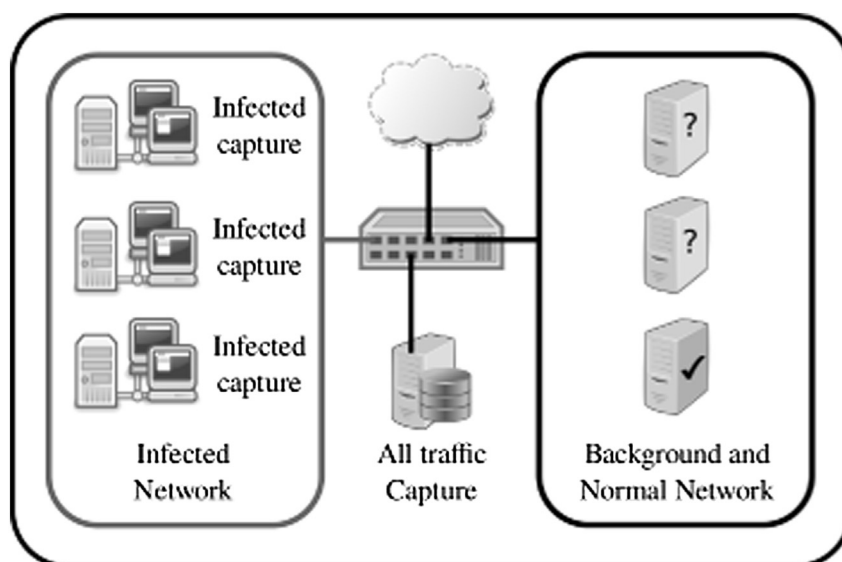 Infected
capture
Infected
capture
Infected
capture
Infected
Network
All traffic
Capture
?
?
Background and
Normal Network